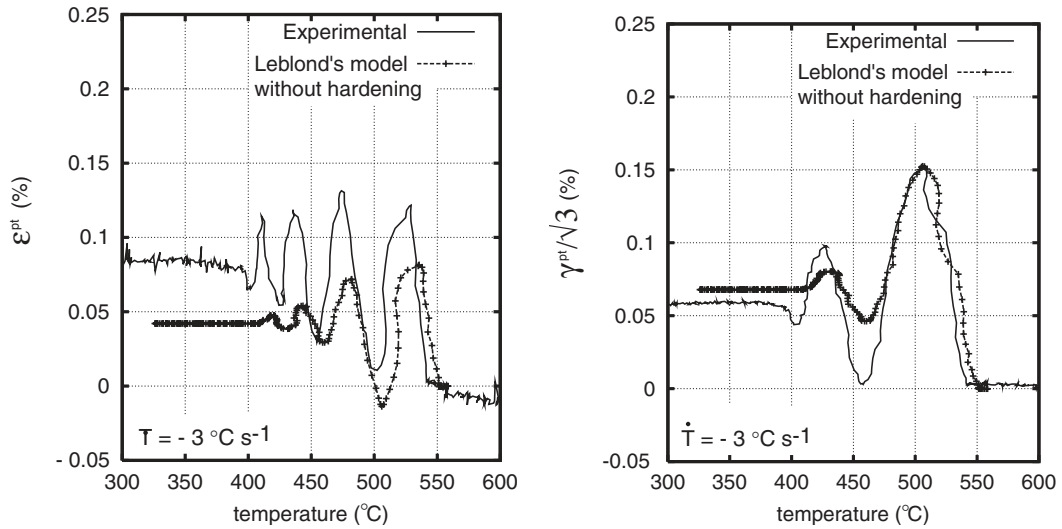 0.25
Experimental
Leblond's model
without hardening
0.2
0.15
0.1
0.05
0
- 0.05
ε^pt (%)
Ṫ = - 3 °C s-1
300 350 400 450 500 550 600
temperature (°C)
0.25
Experimental
Leblond's model
without hardening
0.2
0.15
0.1
0.05
0
-0.05
γ^pt/√3 (%)
Ṫ = - 3 °C s-1
300 350 400 450 500 550 600
temperature (°C)